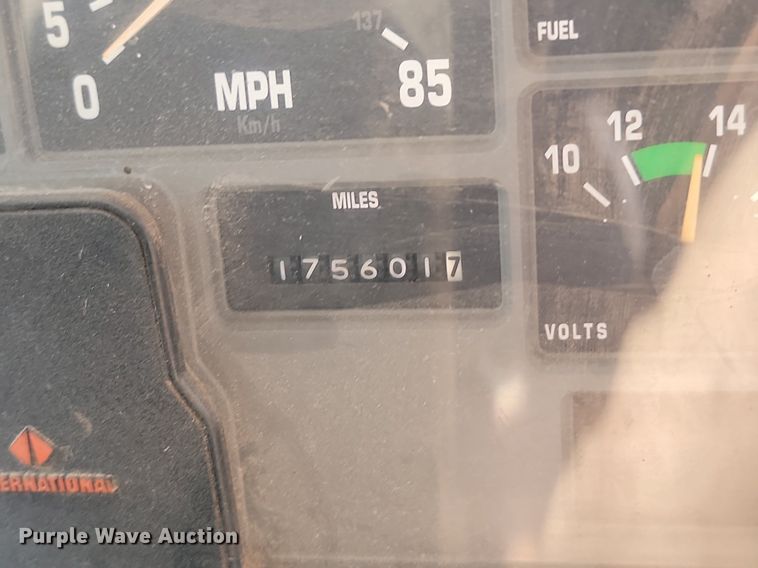 5
137
0
MPH
85
Km/h
FUEL
10
12
14
MILES
1756017
VOLTS
ERNATIONAL
Purple Wave Auction